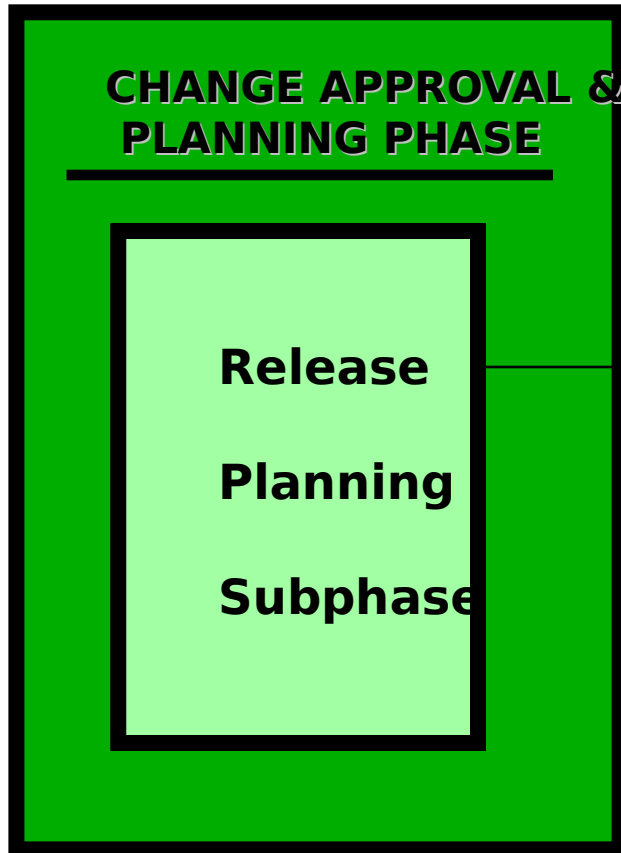 CHANGE APPROVAL &
PLANNING PHASE
Release
Planning
Subphase